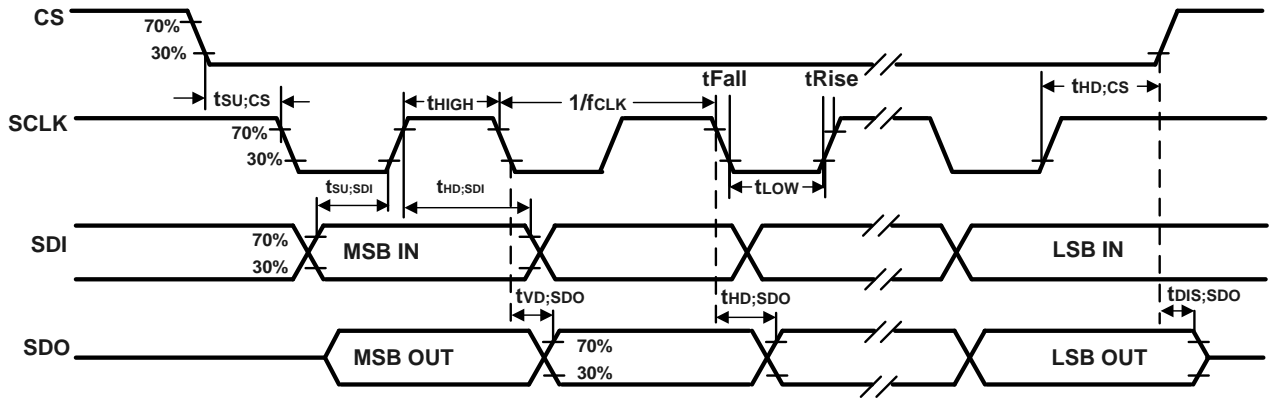 CS
70%
30%
tFall
tRise
tSU;CS
tHIGH
1/fCLK
tHD;CS
SCLK
70%
30%
tSU;SDI
tHD;SDI
tLOW
SDI
70%
30%
MSB IN
LSB IN
tVD;SDO
tHD;SDO
tDIS;SDO
SDO
MSB OUT
70%
30%
LSB OUT